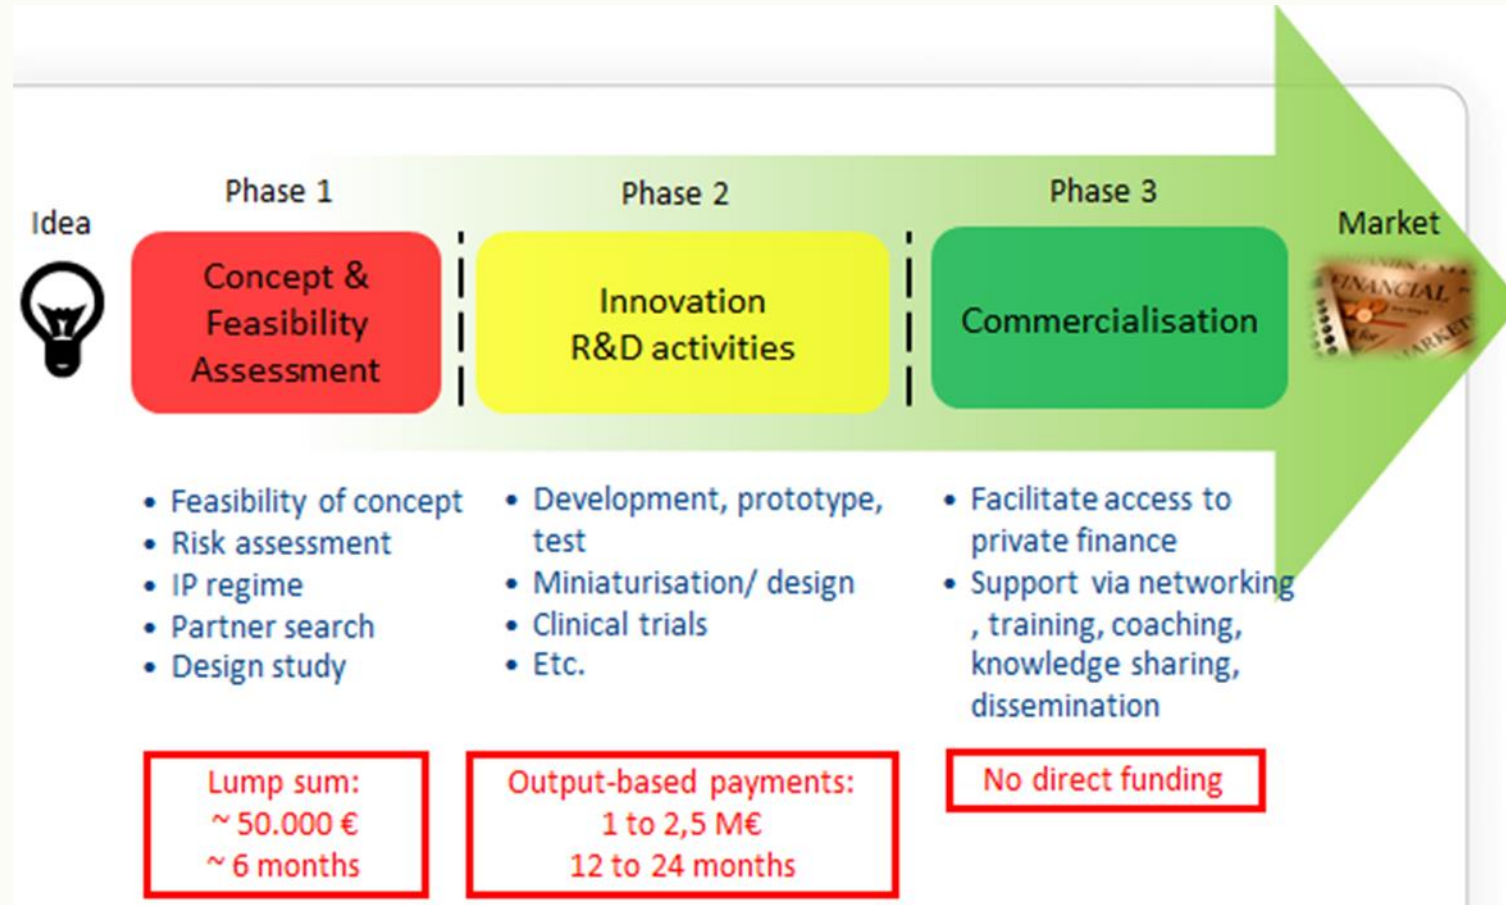 Idea
Phase 1
Concept &
Feasibility
Assessment
Phase 2
Innovation
R&D activities
Phase 3
Commercialisation
Market
FINANCIAL
MARKETS
• Feasibility of concept
• Risk assessment
• IP regime
• Partner search
• Design study
• Development, prototype,
test
• Miniaturisation/ design
• Clinical trials
• Etc.
• Facilitate access to
private finance
• Support via networking
, training, coaching,
knowledge sharing,
dissemination
Lump sum:
~ 50.000 €
~ 6 months
Output-based payments:
1 to 2,5 M€
12 to 24 months
No direct funding